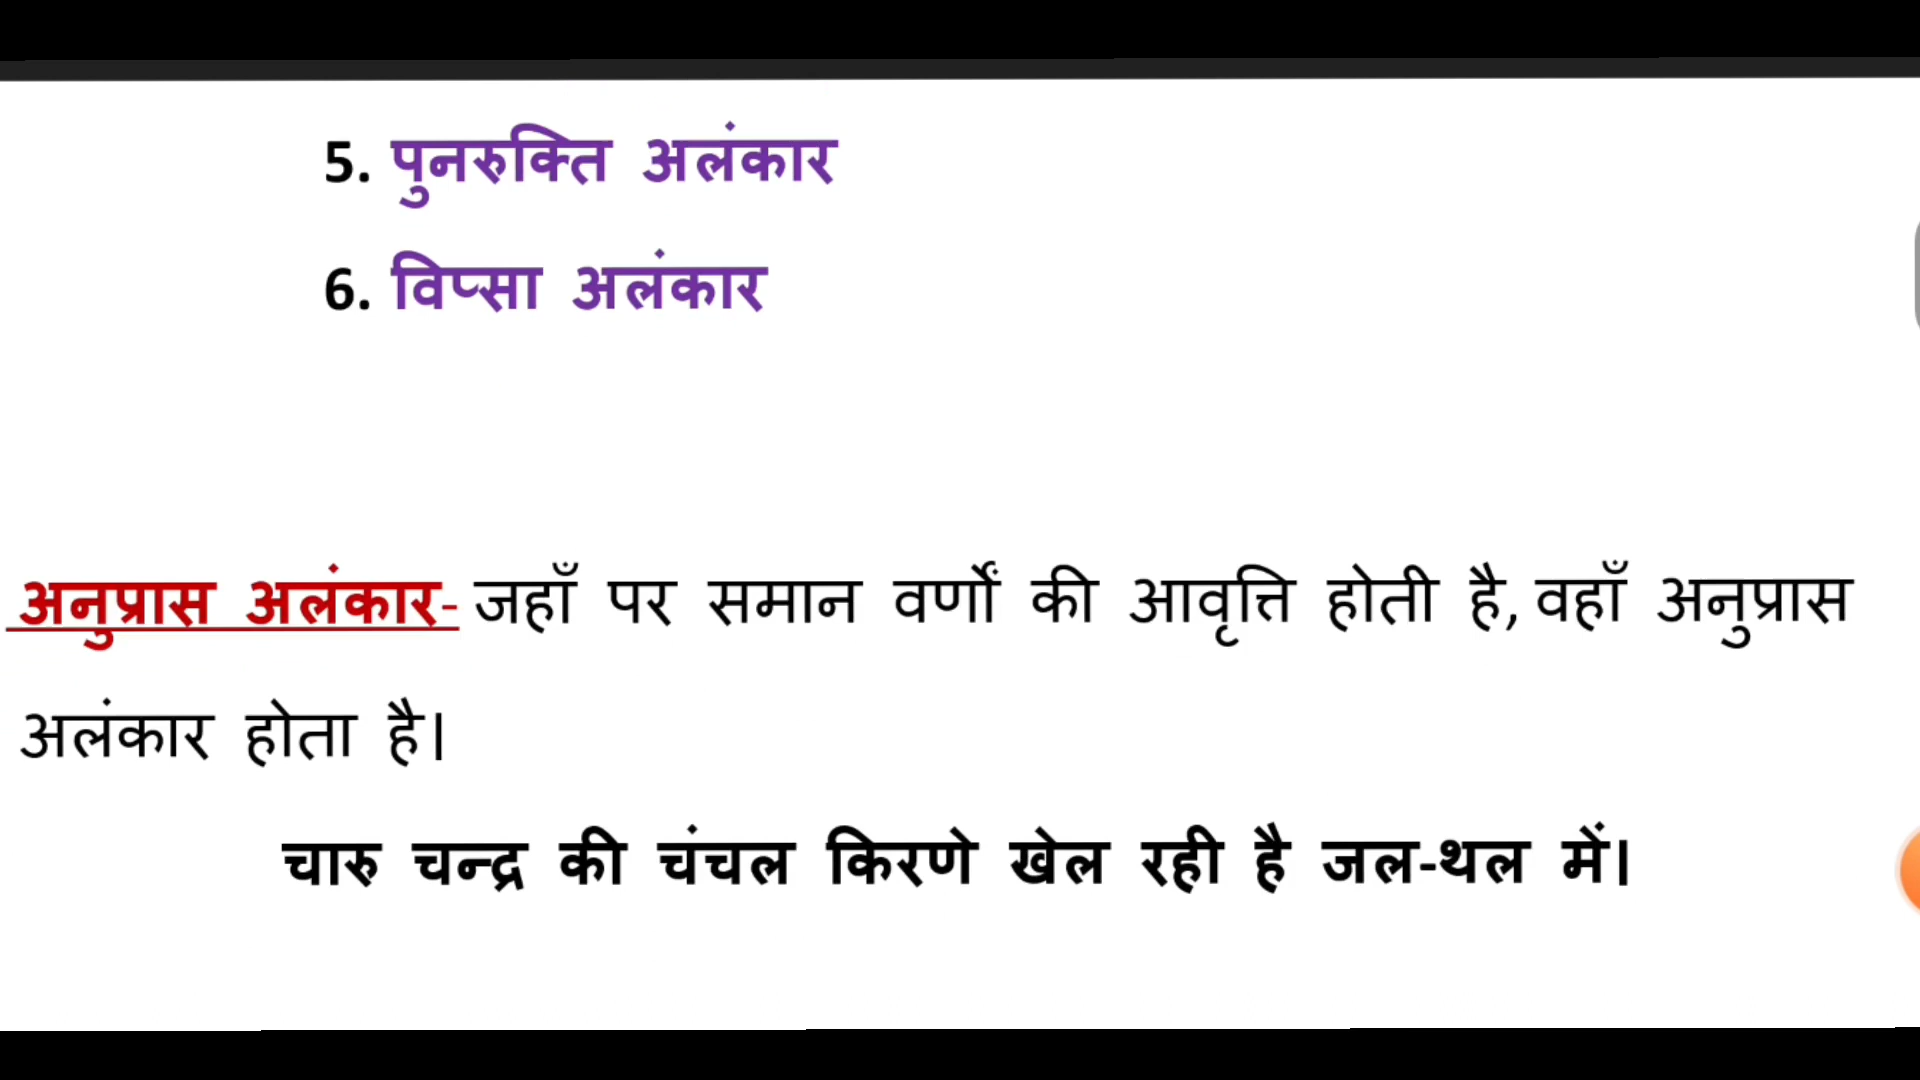 5. पुनरुक्ति अलंकार
6. विप्सा अलंकार
अनुप्रास अलंकार- जहाँ पर समान वर्णों की आवृत्ति होती है, वहाँ अनुप्रास
अलंकार होता है।
चारु चन्द्र की चंचल किरणे खेल रही है जल-थल में।